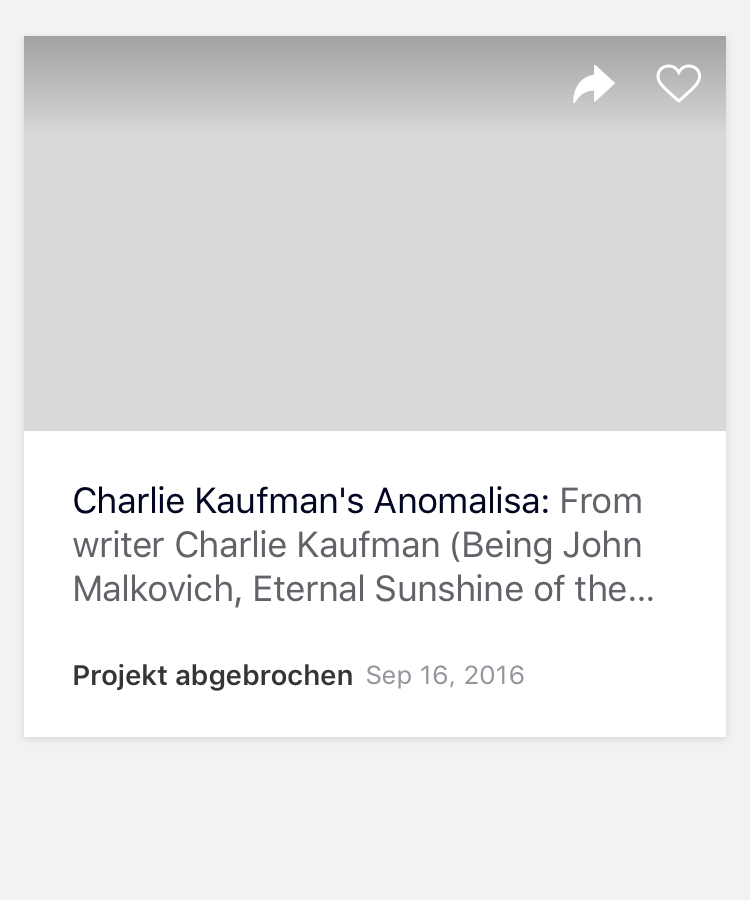 Charlie Kaufman's Anomalisa: From
writer Charlie Kaufman (Being John
Malkovich, Eternal Sunshine of the...
Projekt abgebrochen Sep 16, 2016